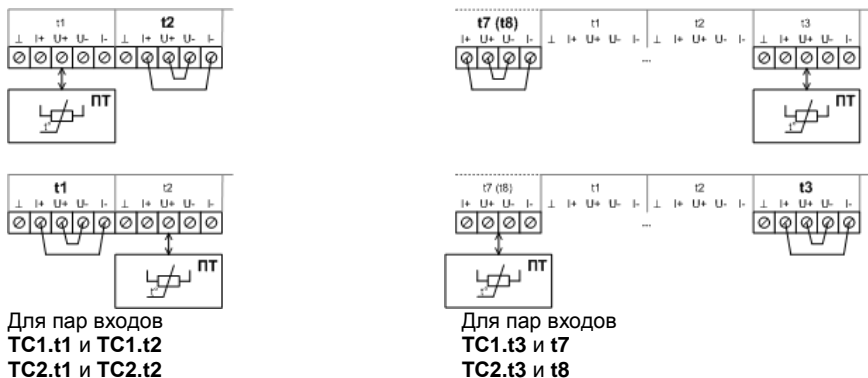 t1 t2
⊥ I+ U+ U- I- ⊥ I+ U+ U- I-
ПТ
t°
t7 (t8) t1 t2 t3
I+ U+ U- I- ⊥ I+ U+ U- I- ⊥ I+ U+ U- I- ⊥ I+ U+ U- I-
...
ПТ
t°
t1 t2
⊥ I+ U+ U- I- ⊥ I+ U+ U- I-
ПТ
t°
t7 (t8) t1 t2 t3
I+ U+ U- I- ⊥ I+ U+ U- I- ⊥ I+ U+ U- I- ⊥ I+ U+ U- I-
...
ПТ
t°
Для пар входов
TC1.t1 и TC1.t2
TC2.t1 и TC2.t2
Для пар входов
TC1.t3 и t7
TC2.t3 и t8